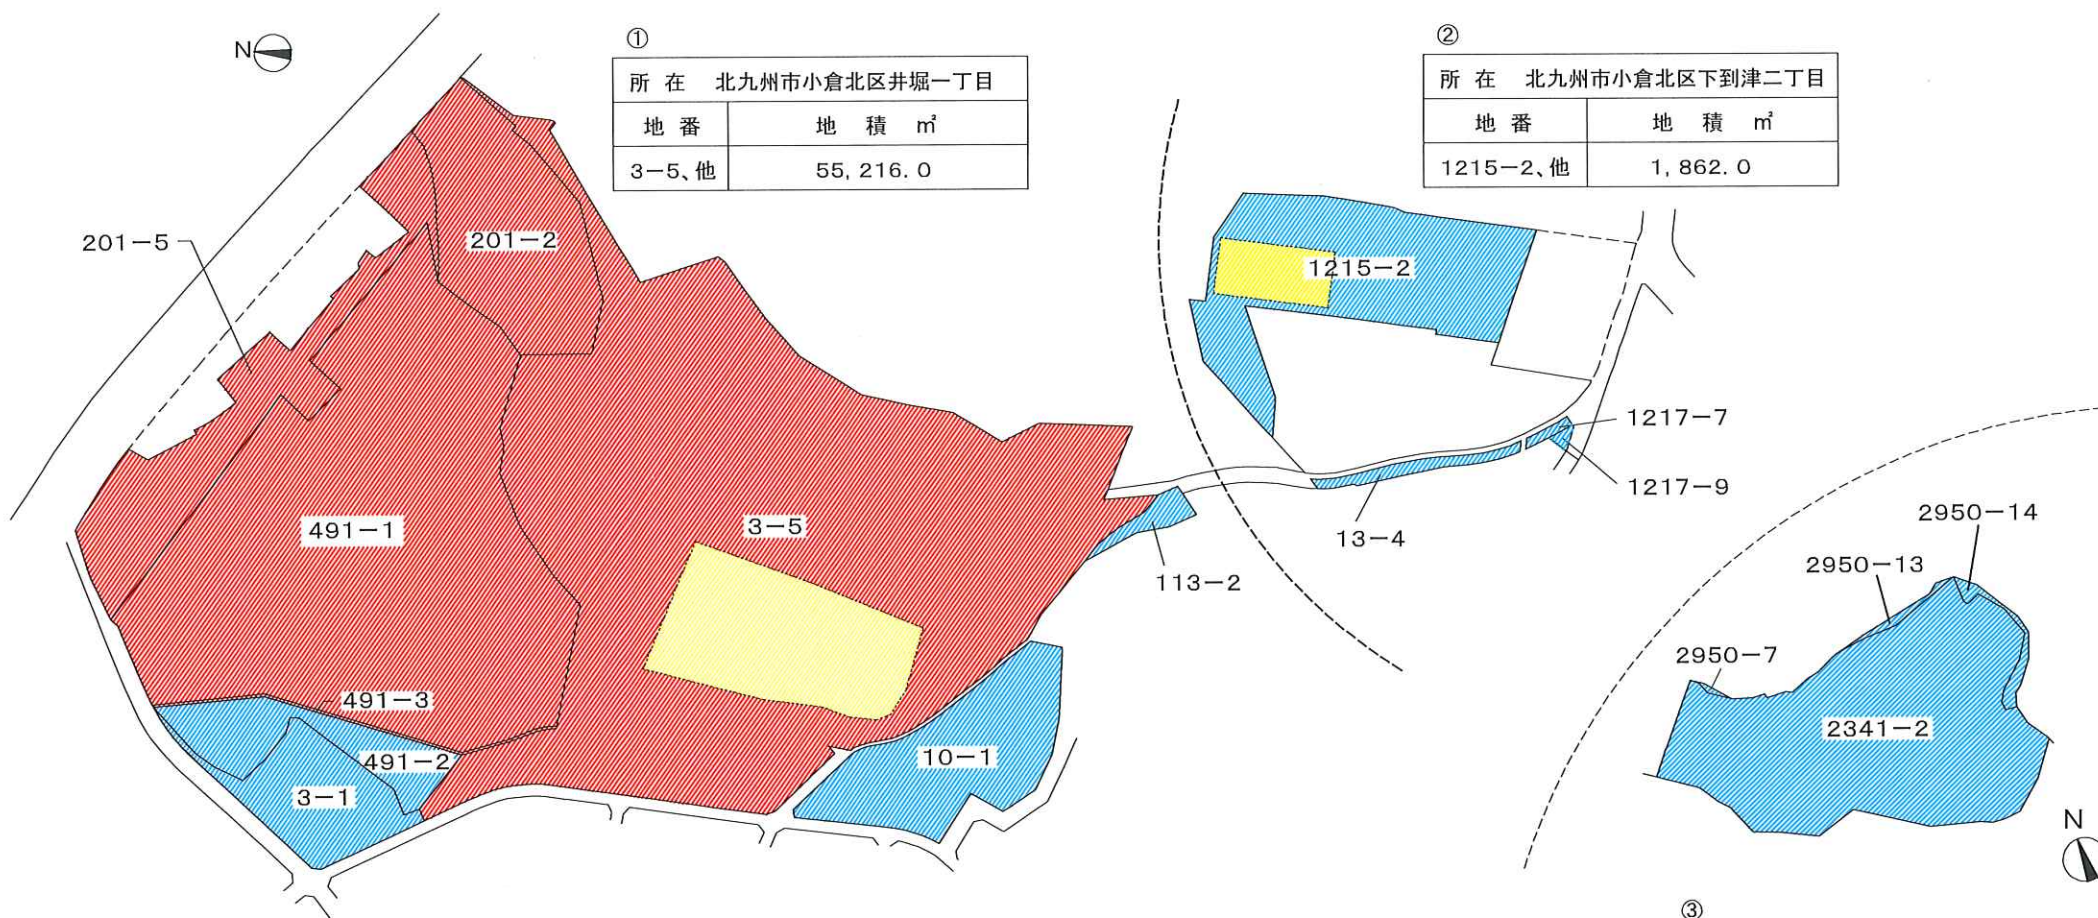 N
①
所在 北九州市小倉北区井堀一丁目
地番 地積 ㎡
3-5、他 55,216.0
②
所在 北九州市小倉北区下到津二丁目
地番 地積 ㎡
1215-2、他 1,862.0
201-5
201-2
1215-2
1217-7
1217-9
13-4
113-2
491-1
3-5
491-3
491-2
3-1
10-1
2950-14
2950-13
2950-7
2341-2
N
③